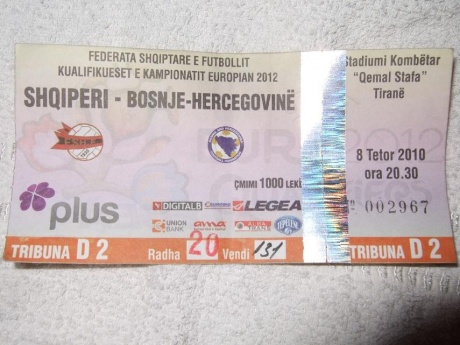 FEDERATA SHQIPTARE E FUTBOLLIT
KUALIFIKUESET E KAMPIONATIT EUROPIAN 2012
SHQIPERI - BOSNJE-HERCEGOVINË
ÇMIMI 1000 LEKË
plus
DIGITALB
LEGEA
UNION BANK
TRIBUNA D 2
Radha 20 Vendi 131
Stadiumi Kombëtar
"Qemal Stafa"
Tiranë
8 Tetor 2010
ora 20.30
002967
TRIBUNA D 2